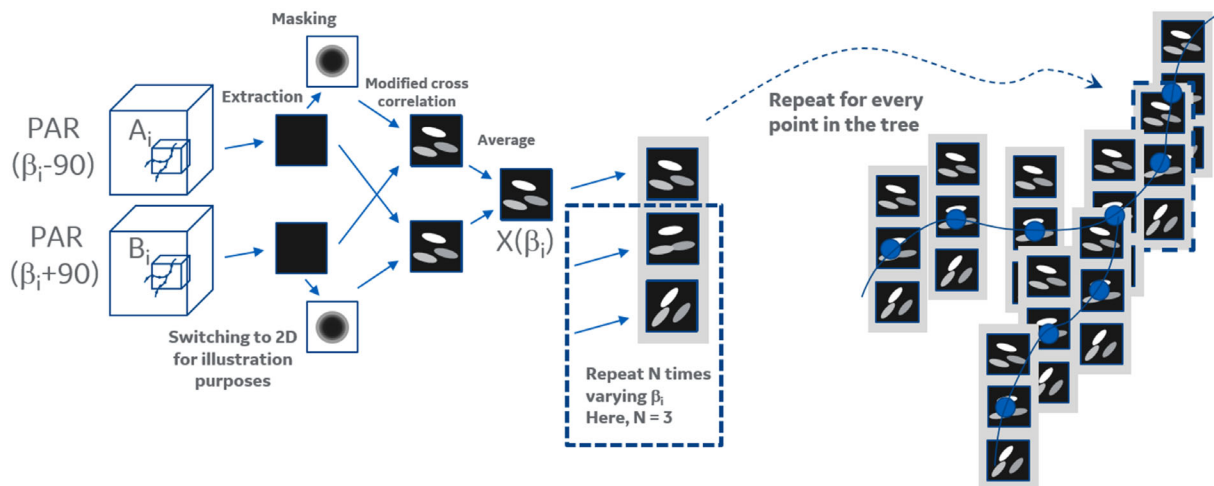 Masking
Extraction
Modified cross
correlation
Average
PAR
(βᵢ-90)
Aᵢ
PAR
(βᵢ+90)
Bᵢ
X(βᵢ)
Switching to 2D
for illustration
purposes
Repeat N times
varying βᵢ
Here, N = 3
Repeat for every
point in the tree